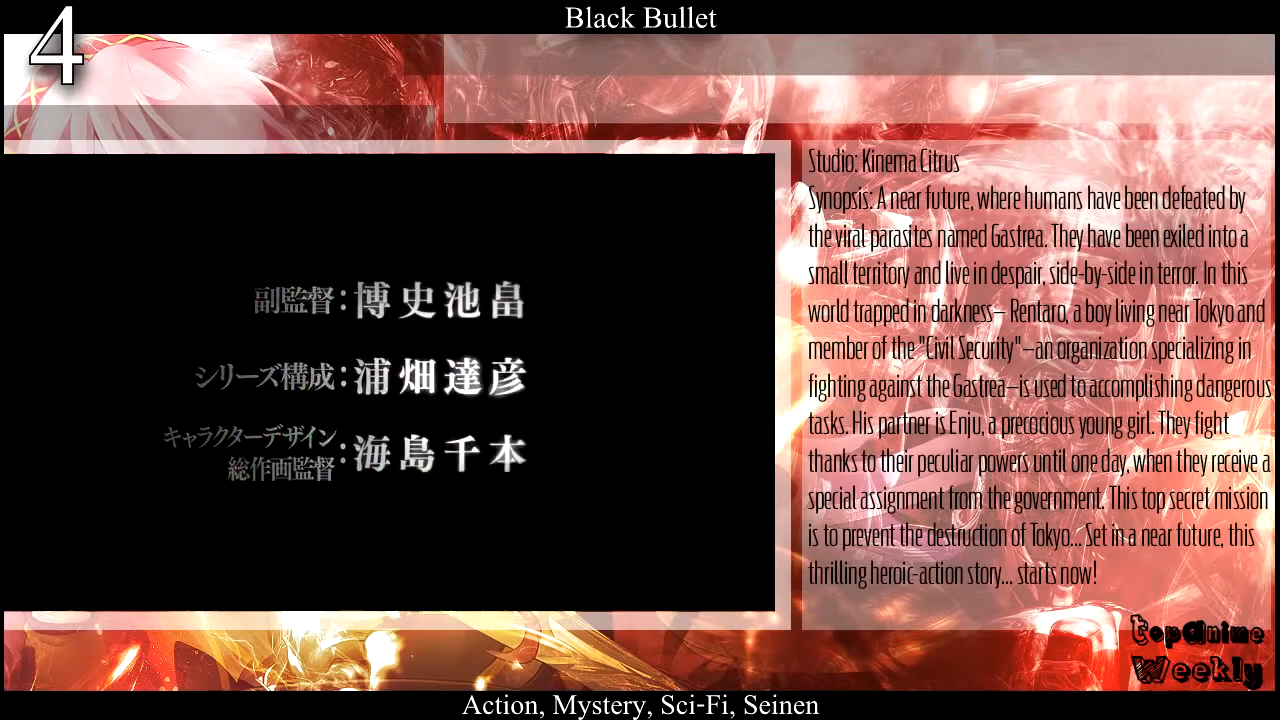 4
Black Bullet
副監督：博史池畠
シリーズ構成：浦畑達彦
キャラクターデザイン
総作画監督：海島千本
Studio: Kinema Citrus
Synopsis: A near future, where humans have been defeated by
the viral parasites named Gastrea. They have been exiled into a
small territory and live in despair, side-by-side in terror. In this
world trapped in darkness— Rentaro, a boy living near Tokyo and
member of the "Civil Security"—an organization specializing in
fighting against the Gastrea—is used to accomplishing dangerous
tasks. His partner is Enju, a precocious young girl. They fight
thanks to their peculiar powers until one day, when they receive a
special assignment from the government. This top secret mission
is to prevent the destruction of Tokyo... Set in a near future, this
thrilling heroic-action story... starts now!
topanime
Weekly
Action, Mystery, Sci-Fi, Seinen